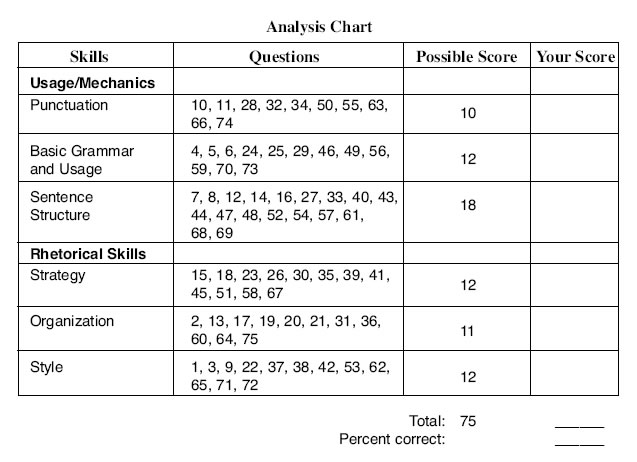 Analysis Chart
Skills Questions Possible Score Your Score
Usage/Mechanics
Punctuation 10, 11, 28, 32, 34, 50, 55, 63,
66, 74
10
Basic Grammar
and Usage
4, 5, 6, 24, 25, 29, 46, 49, 56,
59, 70, 73
12
Sentence
Structure
7, 8, 12, 14, 16, 27, 33, 40, 43,
44, 47, 48, 52, 54, 57, 61,
68, 69
18
Rhetorical Skills
Strategy 15, 18, 23, 26, 30, 35, 39, 41,
45, 51, 58, 67
12
Organization 2, 13, 17, 19, 20, 21, 31, 36,
60, 64, 75
11
Style 1, 3, 9, 22, 37, 38, 42, 53, 62,
65, 71, 72
12
Total: 75 ______
Percent correct: ______